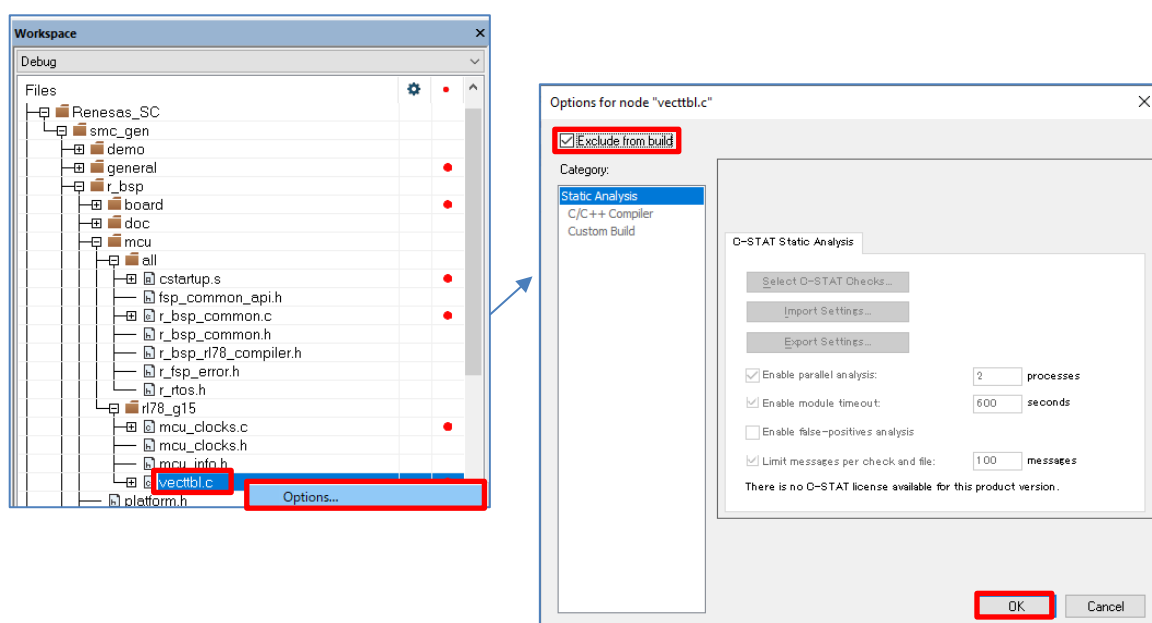 Workspace
Debug
Files
Renesas_SC
smc_gen
demo
general
r_bsp
board
doc
mcu
all
cstartup.s
fsp_common_api.h
r_bsp_common.c
r_bsp_common.h
r_bsp_rl78_compiler.h
r_fsp_error.h
r_rtos.h
rl78_g15
mcu_clocks.c
mcu_clocks.h
mcu_info.h
vecttbl.c
Options...
platform.h
Options for node "vecttbl.c"
Exclude from build
Category:
Static Analysis
C/C++ Compiler
Custom Build
C-STAT Static Analysis
Select C-STAT Checks...
Import Settings...
Export Settings...
Enable parallel analysis: 2 processes
Enable module timeout: 600 seconds
Enable false-positives analysis
Limit messages per check and file: 100 messages
There is no C-STAT license available for this product version.
OK Cancel